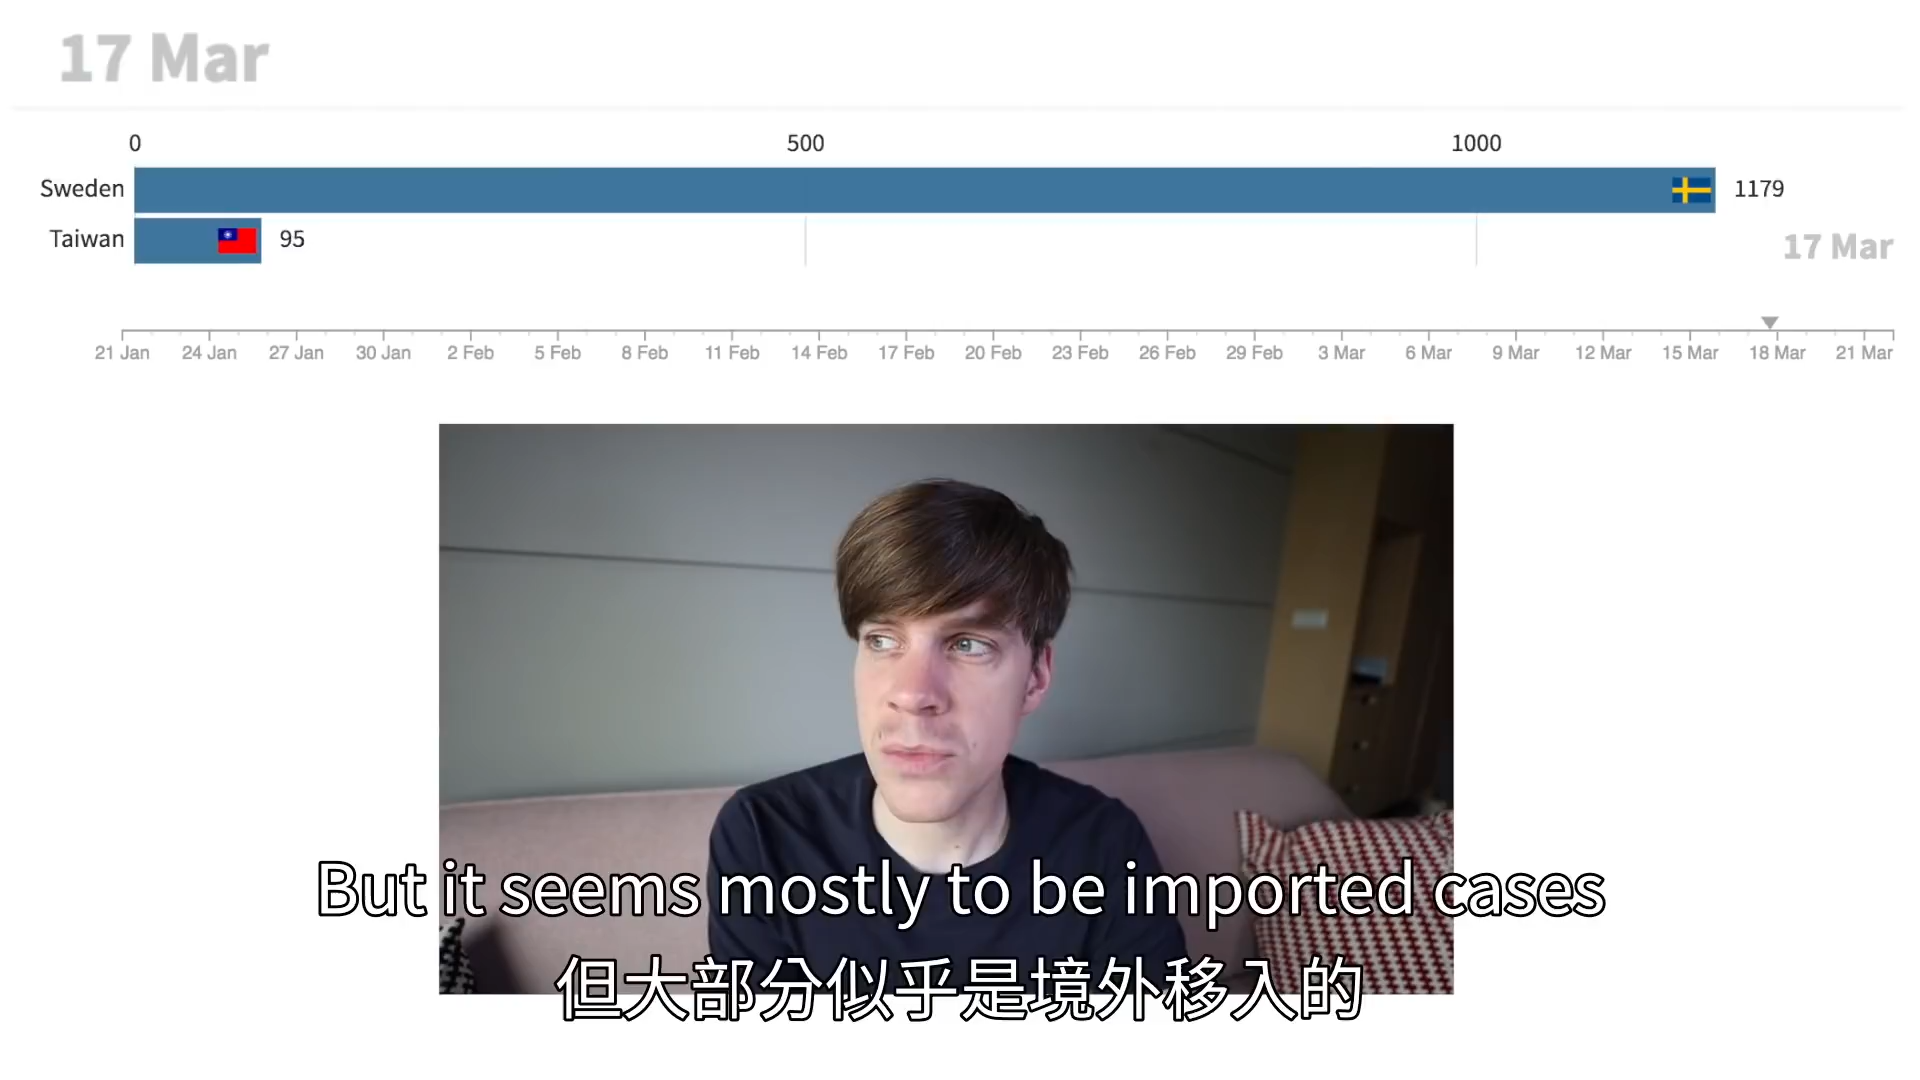 17 Mar
0 500 1000
Sweden 1179
Taiwan 95
17 Mar
21 Jan 24 Jan 27 Jan 30 Jan 2 Feb 5 Feb 8 Feb 11 Feb 14 Feb 17 Feb 20 Feb 23 Feb 26 Feb 29 Feb 3 Mar 6 Mar 9 Mar 12 Mar 15 Mar 18 Mar 21 Mar
But it seems mostly to be imported cases
但大部分似乎是境外移入的